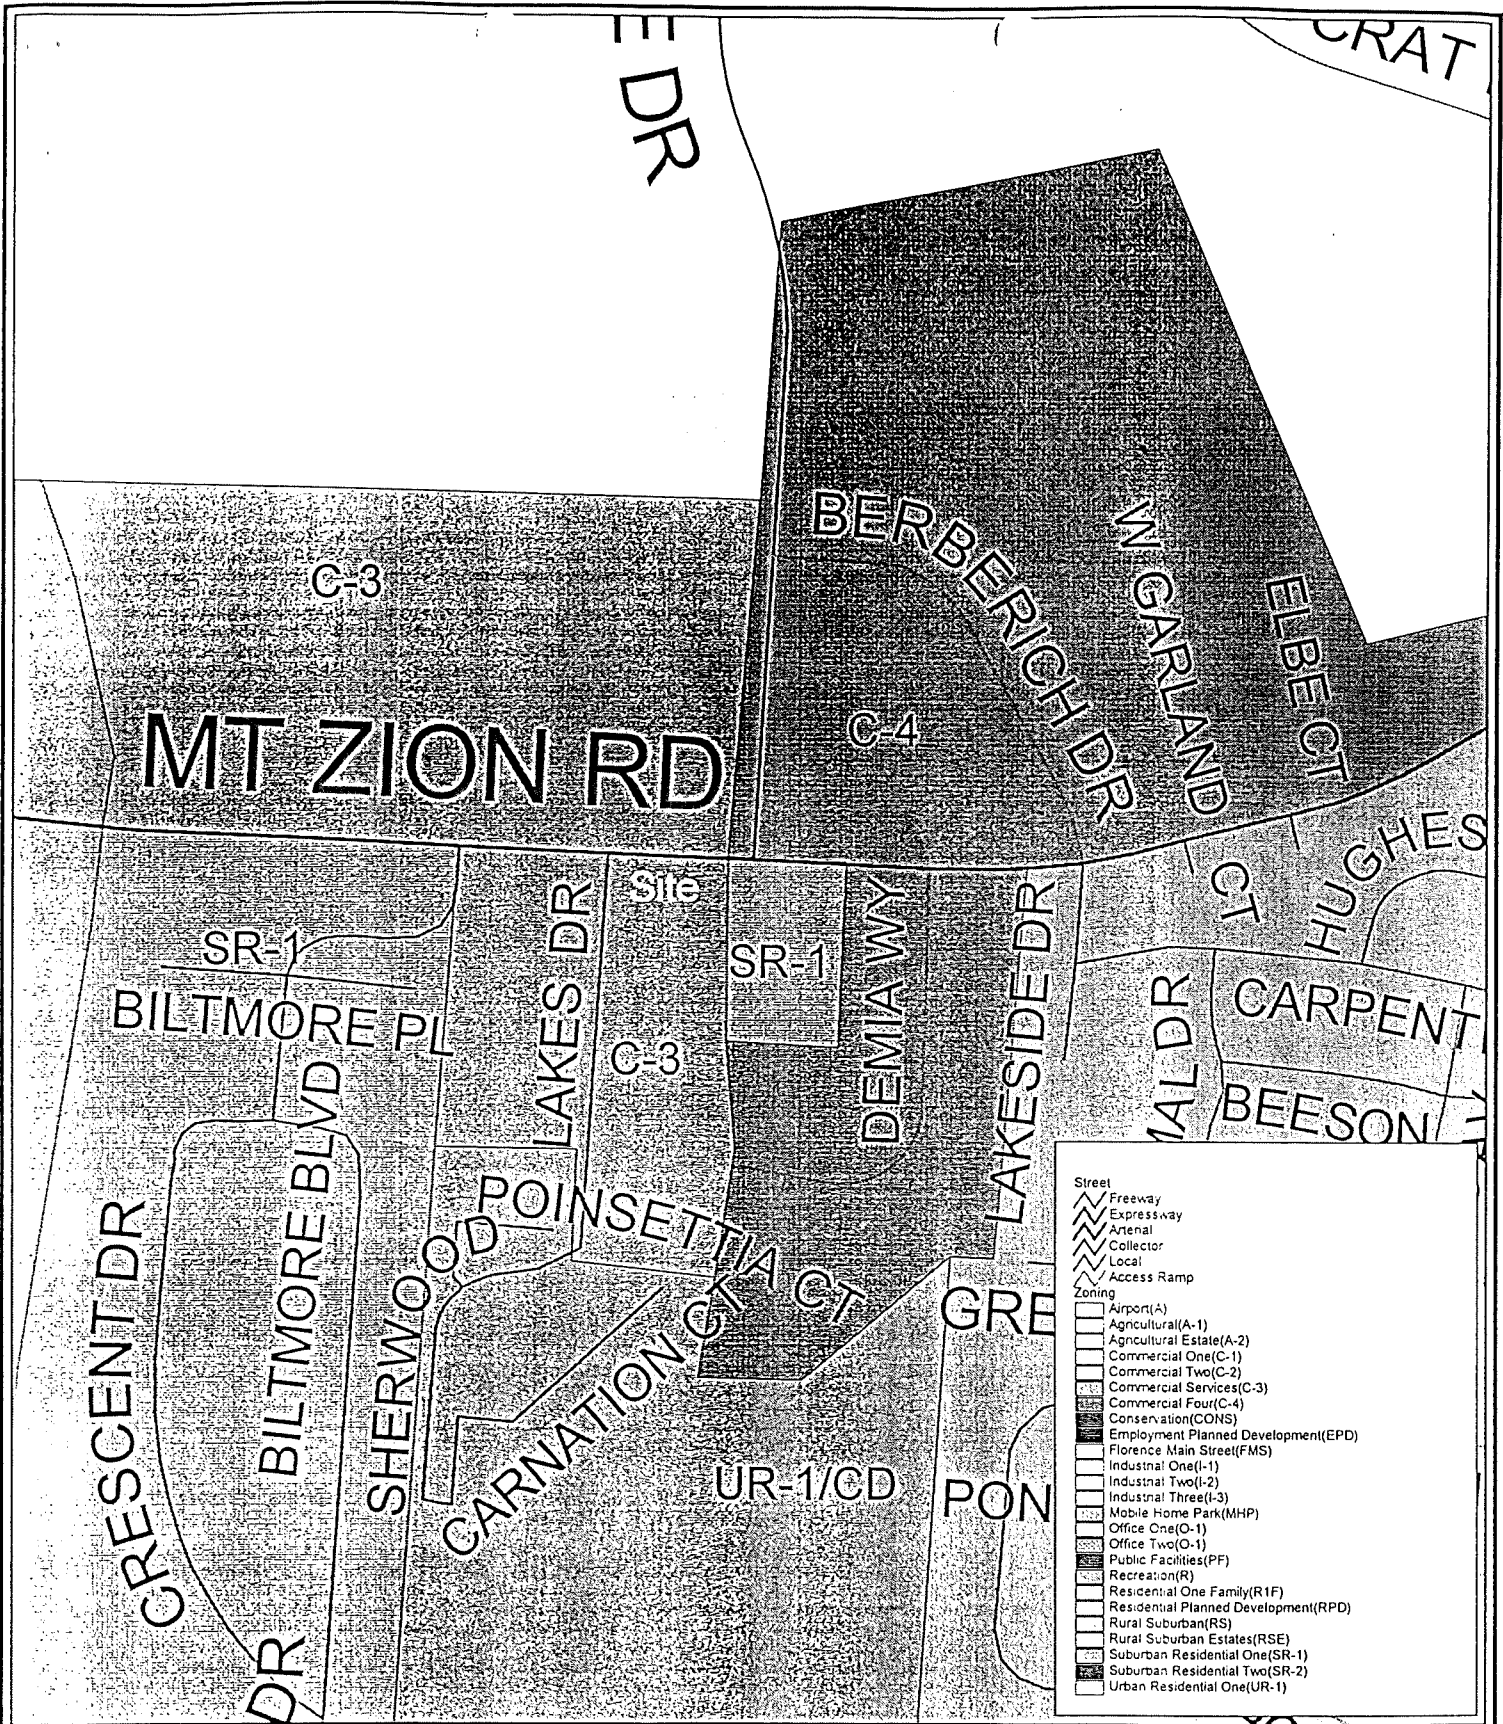 E DR
CRAT
BERBERICH DR
W GARLAND
ELBE CT
C-3
C-4
MT ZION RD
HUGHES
CT
Site
LAKES DR
SR-1
SR-1
DEMIA WY
LAKESIDE DR
BILTMORE PL
C-3
MAL DR
CARPENT
BEESON
BILTMORE BLVD
POINSETTIA CT
SHERWOOD
CRESCENT DR
CARNATION CT
GRE
UR-1/CD
PON
DR
Street
Freeway
Expressway
Arterial
Collector
Local
Access Ramp
Zoning
Airport(A)
Agricultural(A-1)
Agricultural Estate(A-2)
Commercial One(C-1)
Commercial Two(C-2)
Commercial Services(C-3)
Commercial Four(C-4)
Conservation(CONS)
Employment Planned Development(EPD)
Florence Main Street(FMS)
Industrial One(I-1)
Industrial Two(I-2)
Industrial Three(I-3)
Mobile Home Park(MHP)
Office One(O-1)
Office Two(O-1)
Public Facilities(PF)
Recreation(R)
Residential One Family(R1F)
Residential Planned Development(RPD)
Rural Suburban(RS)
Rural Suburban Estates(RSE)
Suburban Residential One(SR-1)
Suburban Residential Two(SR-2)
Urban Residential One(UR-1)